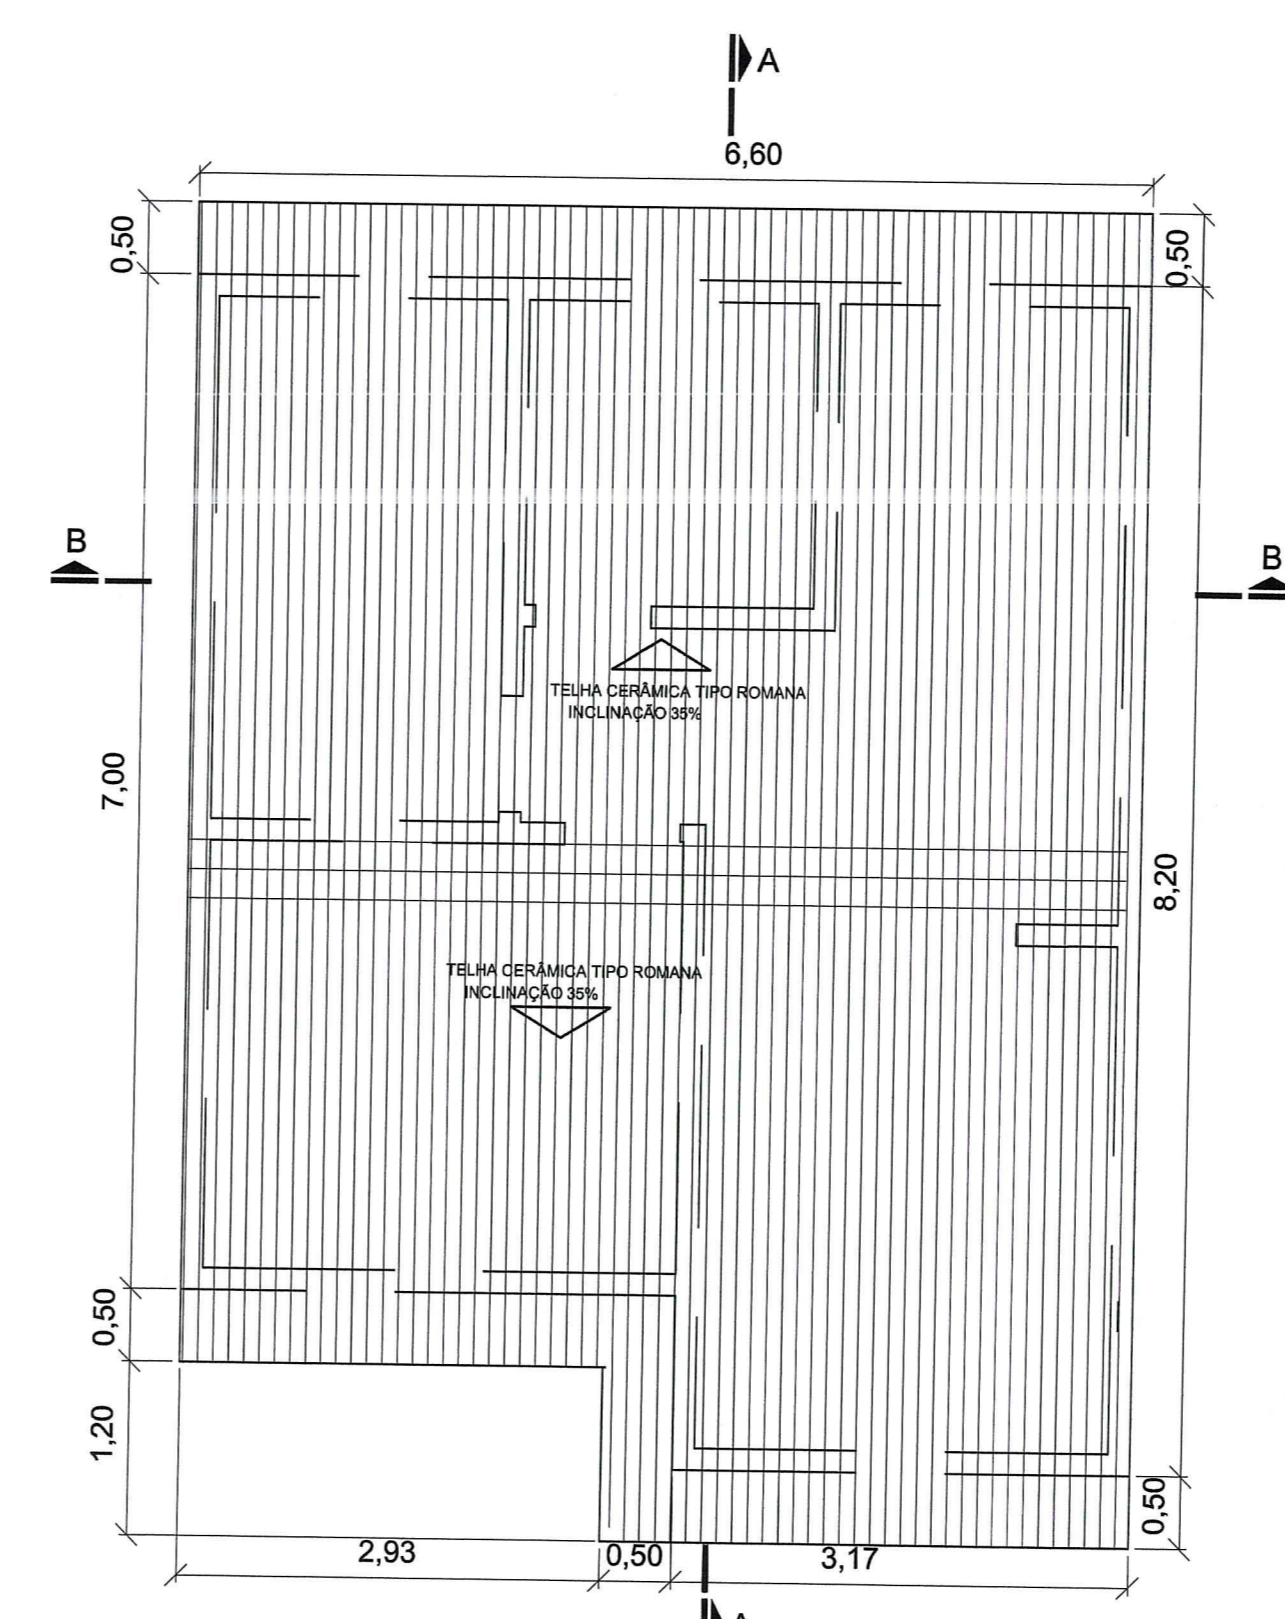 A
6,60
0,50
0,50
B
B
TELHA CERÂMICA TIPO ROMANA
INCLINAÇÃO 35%
7,00
8,20
TELHA CERÂMICA TIPO ROMANA
INCLINAÇÃO 35%
0,50
1,20
0,50
2,93
0,50
3,17
A